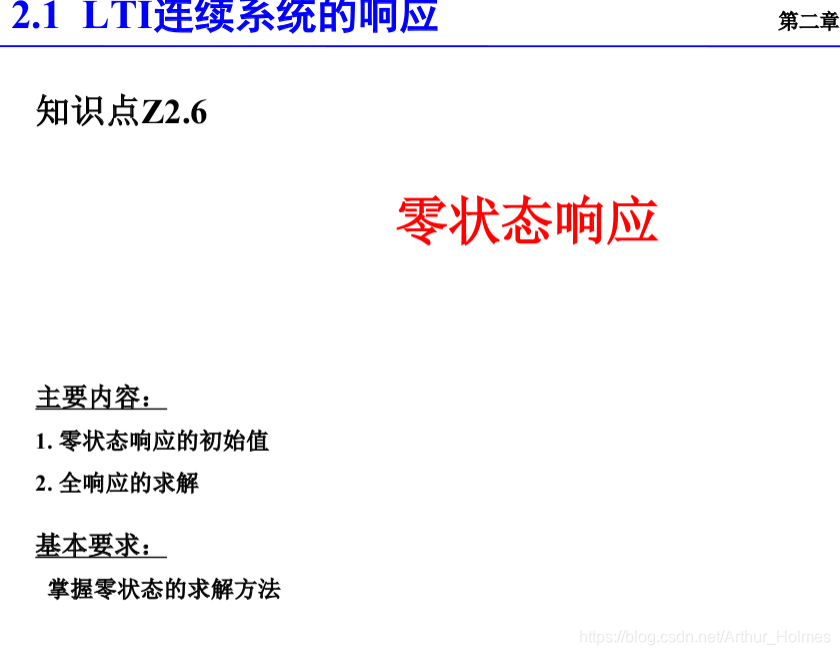 2.1 LTI连续系统的响应
第二章
知识点Z2.6
零状态响应
主要内容：
1. 零状态响应的初始值
2. 全响应的求解
基本要求：
掌握零状态的求解方法
https://blog.csdn.net/Arthur_Holmes